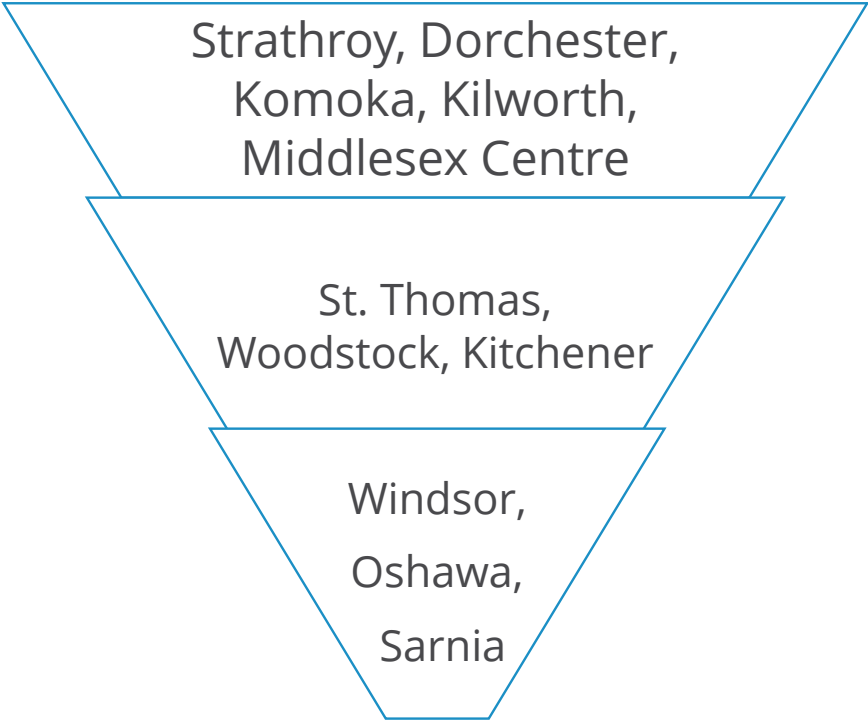 Strathroy, Dorchester,
Komoka, Kilworth,
Middlesex Centre
St. Thomas,
Woodstock, Kitchener
Windsor,
Oshawa,
Sarnia